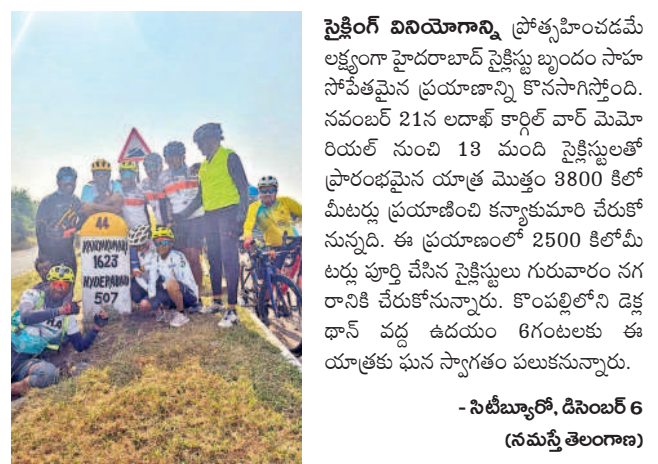 44
KANYAKUMARI
1623
HYDERABAD
507
సైక్లింగ్ వినియోగాన్ని ప్రోత్సహించడమే
లక్ష్యంగా హైదరాబాద్ సైక్లిస్టు బృందం సాహ
సోపేతమైన ప్రయాణాన్ని కొనసాగిస్తోంది.
నవంబర్ 21న లదాఖ్ కార్గిల్ వార్ మెమో
రియల్ నుంచి 13 మంది సైక్లిస్టులతో
ప్రారంభమైన యాత్ర మొత్తం 3800 కిలో
మీటర్లు ప్రయాణించి కన్యాకుమారి చేరుకో
నున్నది. ఈ ప్రయాణంలో 2500 కిలోమీ
టర్లు పూర్తి చేసిన సైక్లిస్టులు గురువారం నగ
రానికి చేరుకోనున్నారు. కొంపల్లిలోని డెక్ల
థాన్ వద్ద ఉదయం 6గంటలకు ఈ
యాత్రకు ఘన స్వాగతం పలుకనున్నారు.
- సిటీబ్యూరో, డిసెంబర్ 6
(నమస్తే తెలంగాణ)